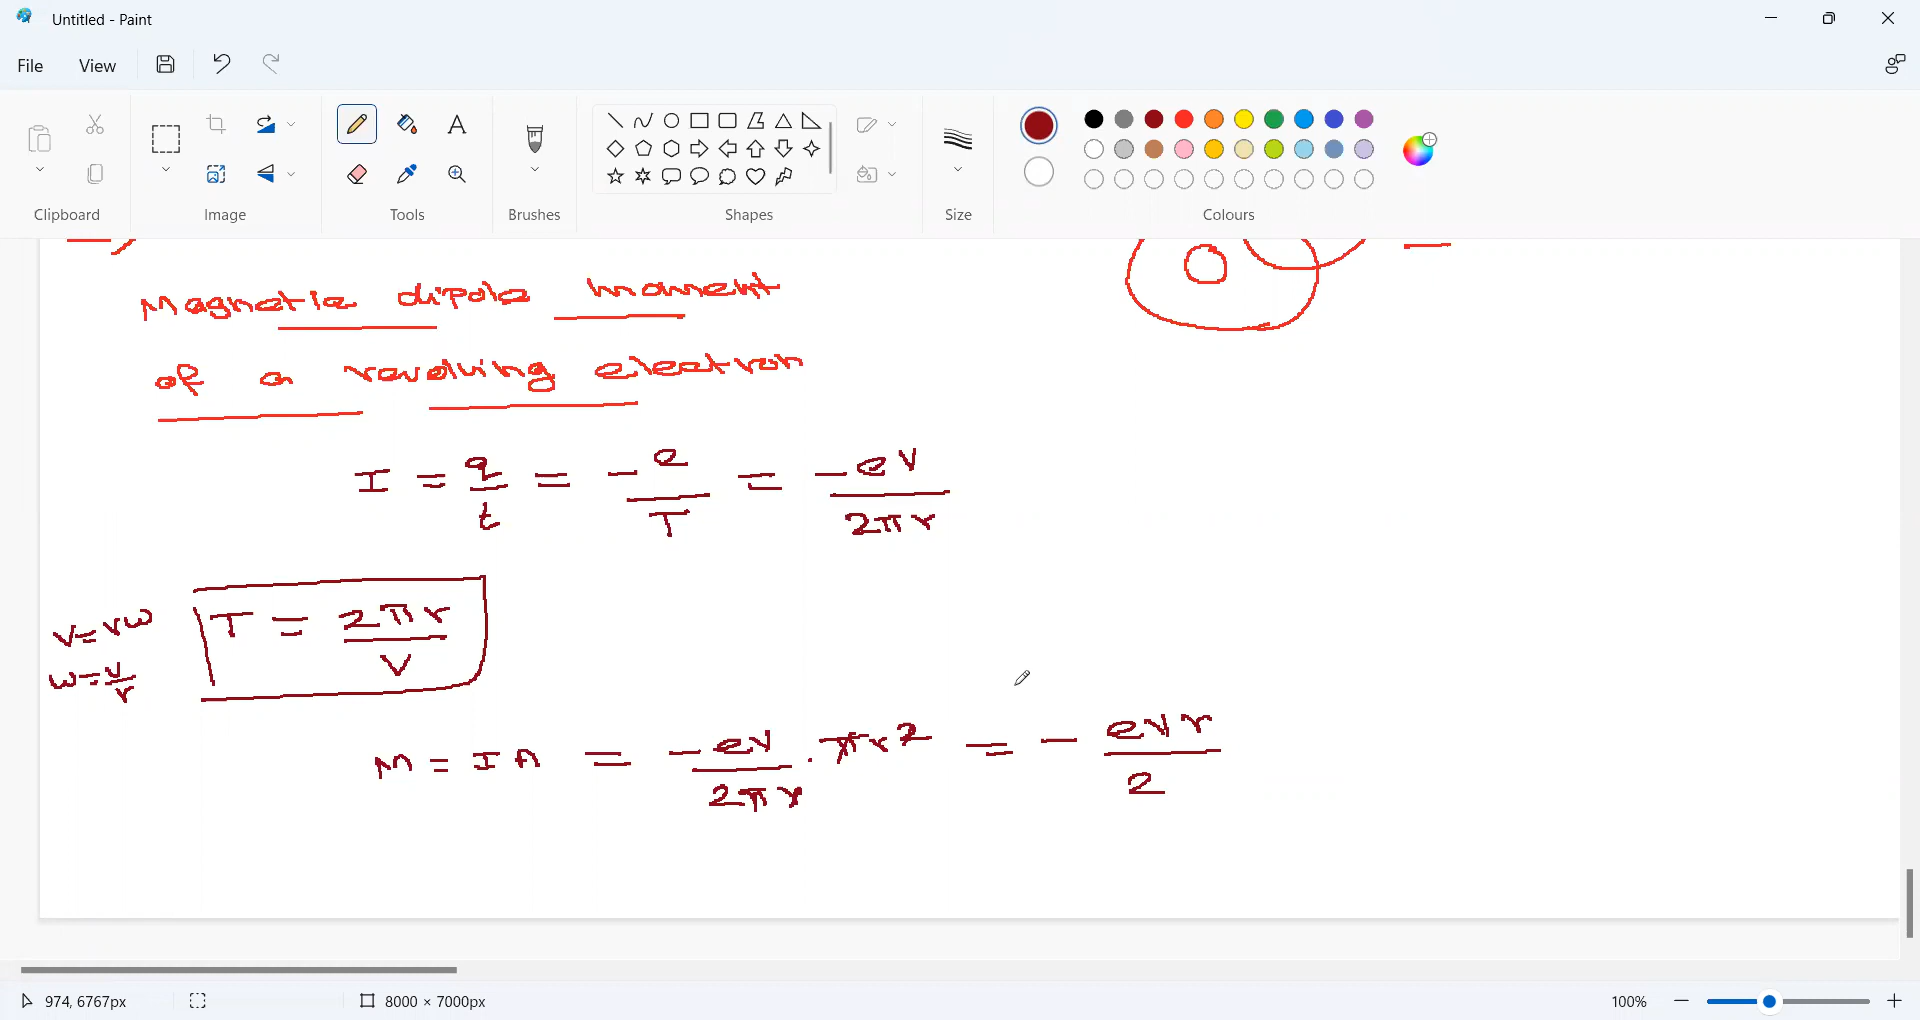 Untitled - Paint
File View
Clipboard Image Tools Brushes Shapes Size Colours
Magnetic dipole moment
of a revolving electron
I = q/t = -e/T = -ev/2πr
v=rω
T = 2πr/V
ω=v/r
M = IA = -ev/2πr . πr² = - evr/2
974, 6767px 8000 × 7000px 100%